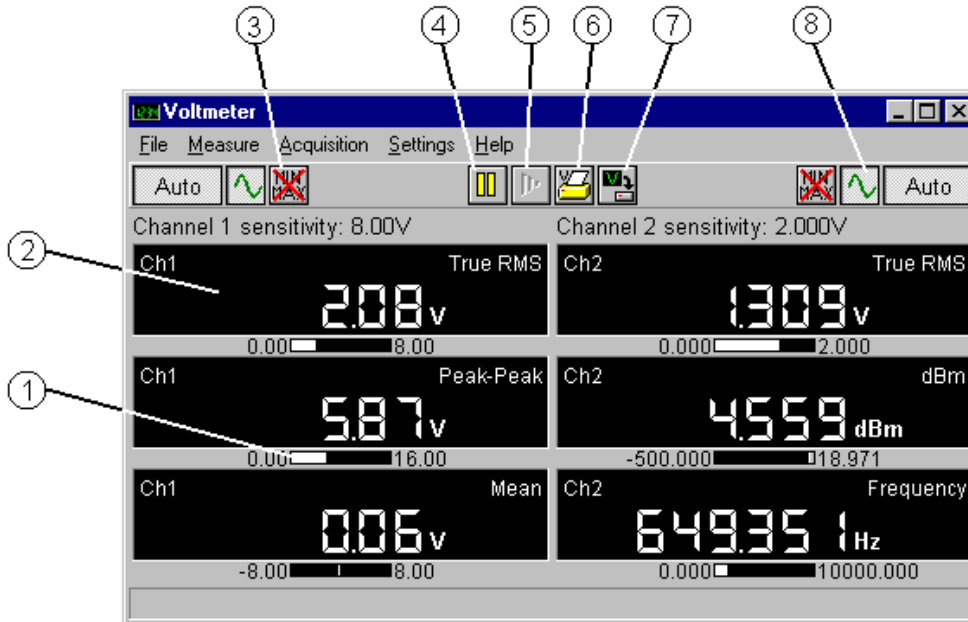 3 4 5 6 7 8
Voltmeter
File Measure Acquisition Settings Help
Auto MIN MAX V V MIN MAX Auto
Channel 1 sensitivity: 8.00V Channel 2 sensitivity: 2.000V
2
Ch1 True RMS Ch2 True RMS
2.08 V 1.309 V
0.00 8.00 0.000 2.000
1
Ch1 Peak-Peak Ch2 dBm
5.87 V 4.559 dBm
0.00 16.00 -500.000 18.971
Ch1 Mean Ch2 Frequency
0.06 V 649.351 Hz
-8.00 8.00 0.000 10000.000